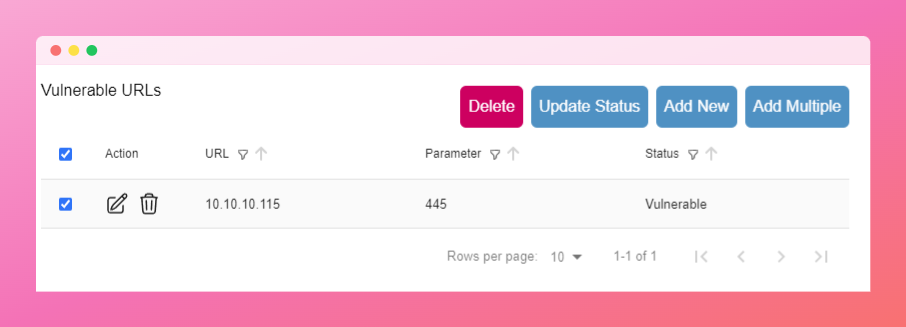 Vulnerable URLs
Delete Update Status Add New Add Multiple
Action URL Parameter Status
10.10.10.115 445 Vulnerable
Rows per page: 10 1-1 of 1